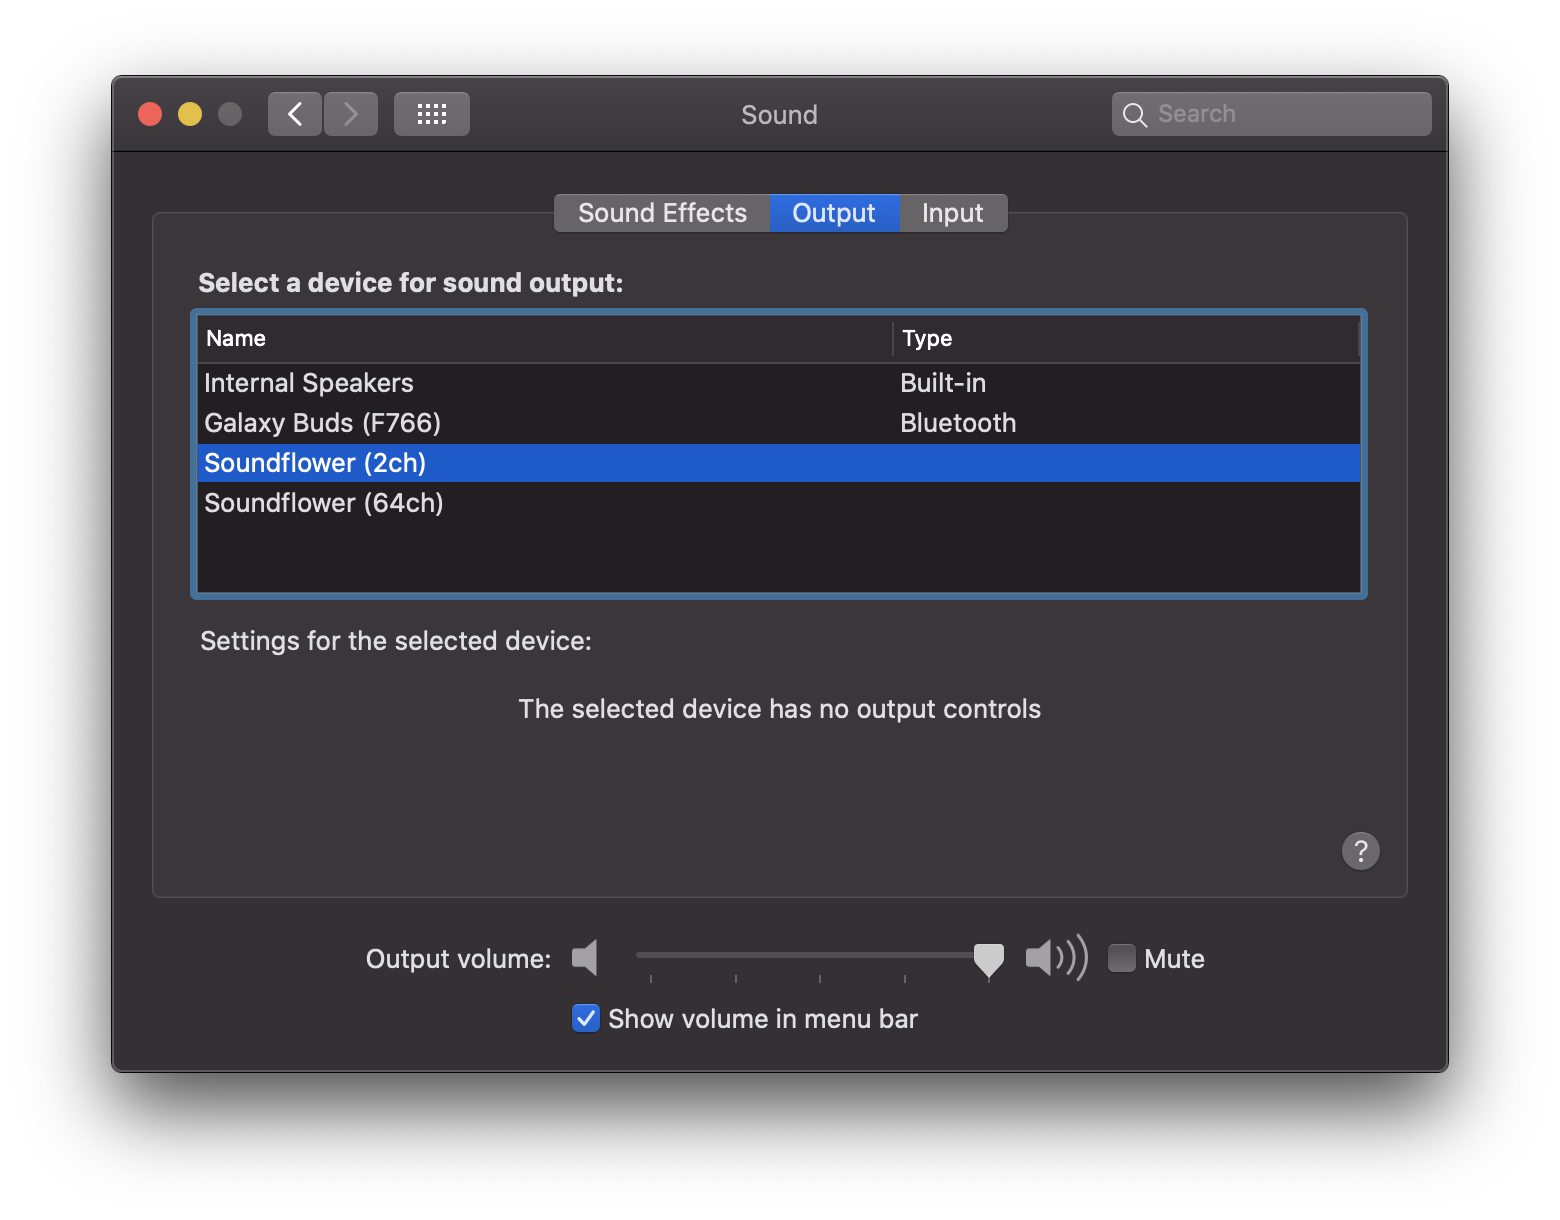 Sound
Search
Sound Effects Output Input
Select a device for sound output:
Name Type
Internal Speakers Built-in
Galaxy Buds (F766) Bluetooth
Soundflower (2ch)
Soundflower (64ch)
Settings for the selected device:
The selected device has no output controls
?
Output volume: Mute
Show volume in menu bar